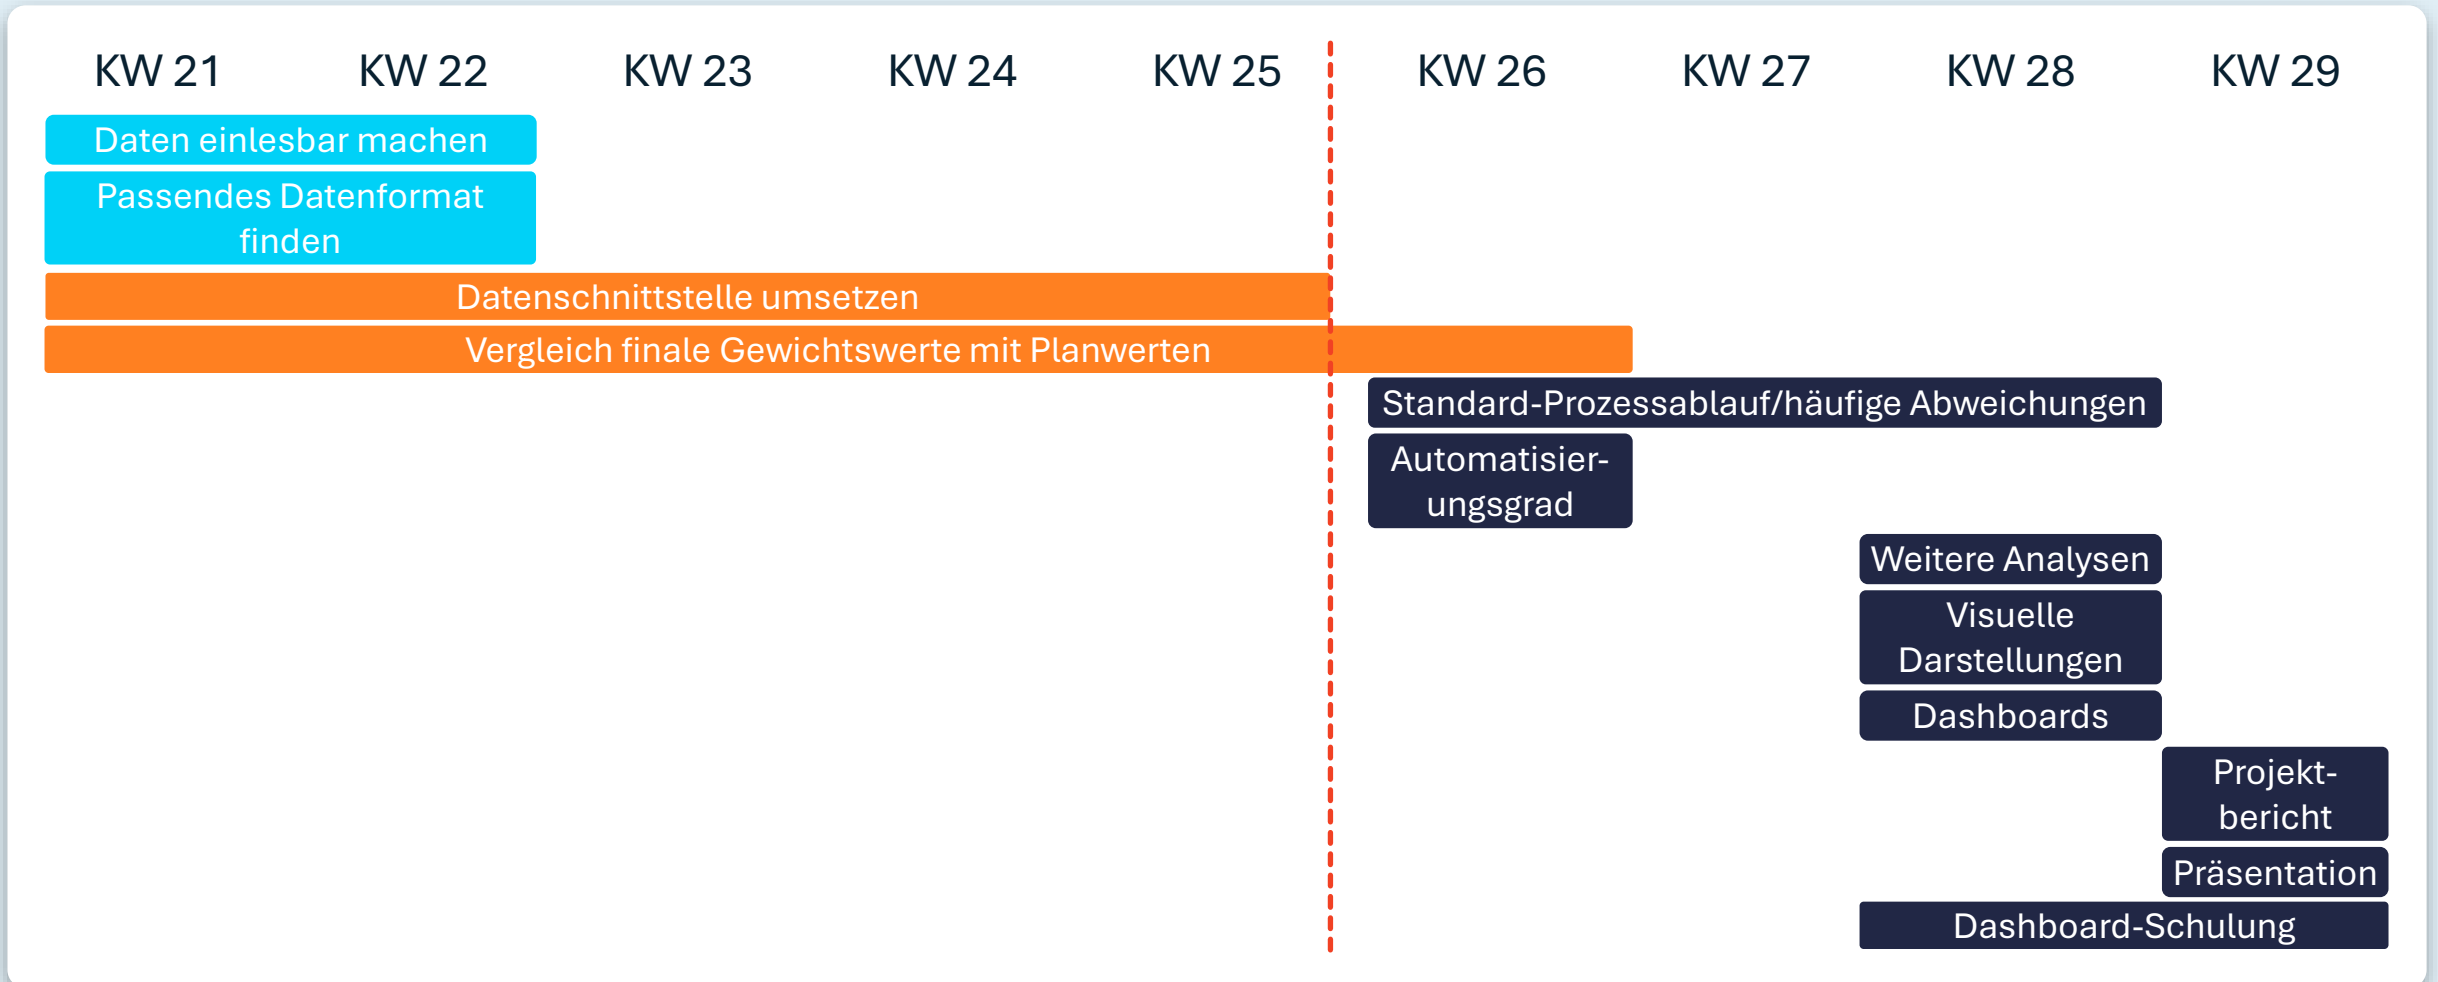 KW 21 KW 22 KW 23 KW 24 KW 25 KW 26 KW 27 KW 28 KW 29
Daten einlesbar machen
Passendes Datenformat
finden
Datenschnittstelle umsetzen
Vergleich finale Gewichtswerte mit Planwerten
Standard-Prozessablauf/häufige Abweichungen
Automatisier-
ungsgrad
Weitere Analysen
Visuelle
Darstellungen
Dashboards
Projekt-
bericht
Präsentation
Dashboard-Schulung